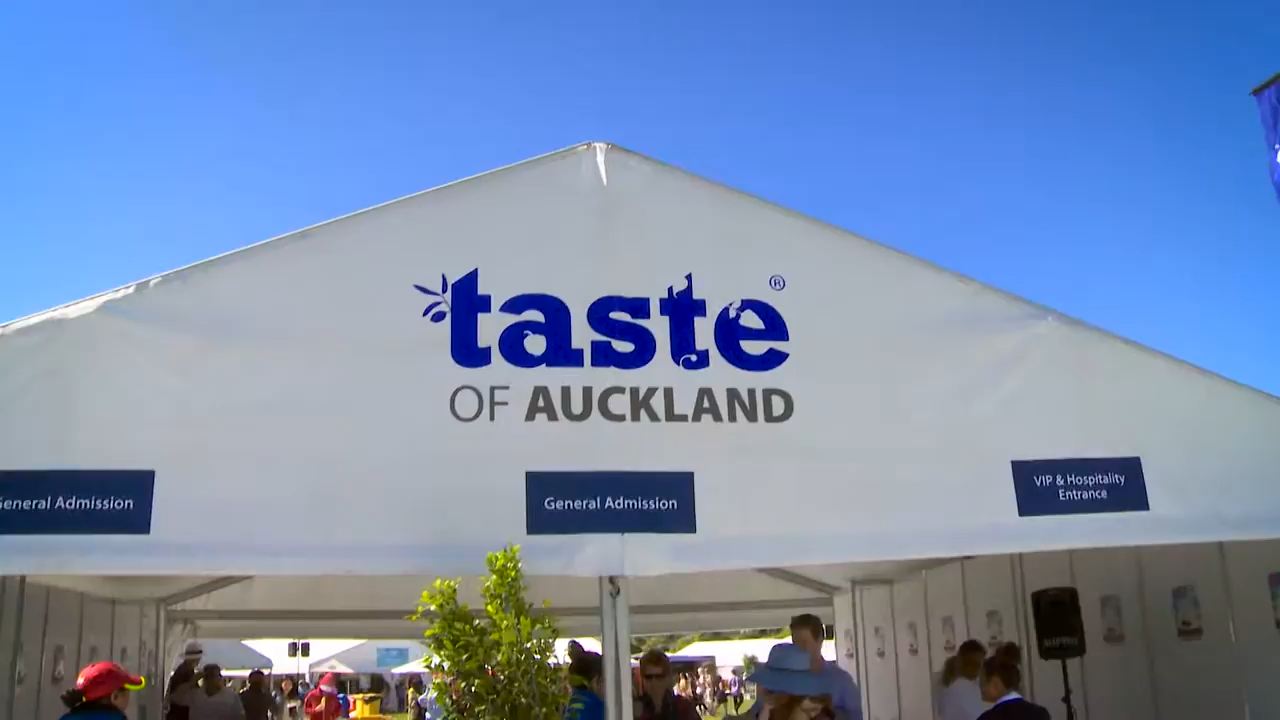 taste ®
OF AUCKLAND
General Admission
General Admission
VIP & Hospitality
Entrance